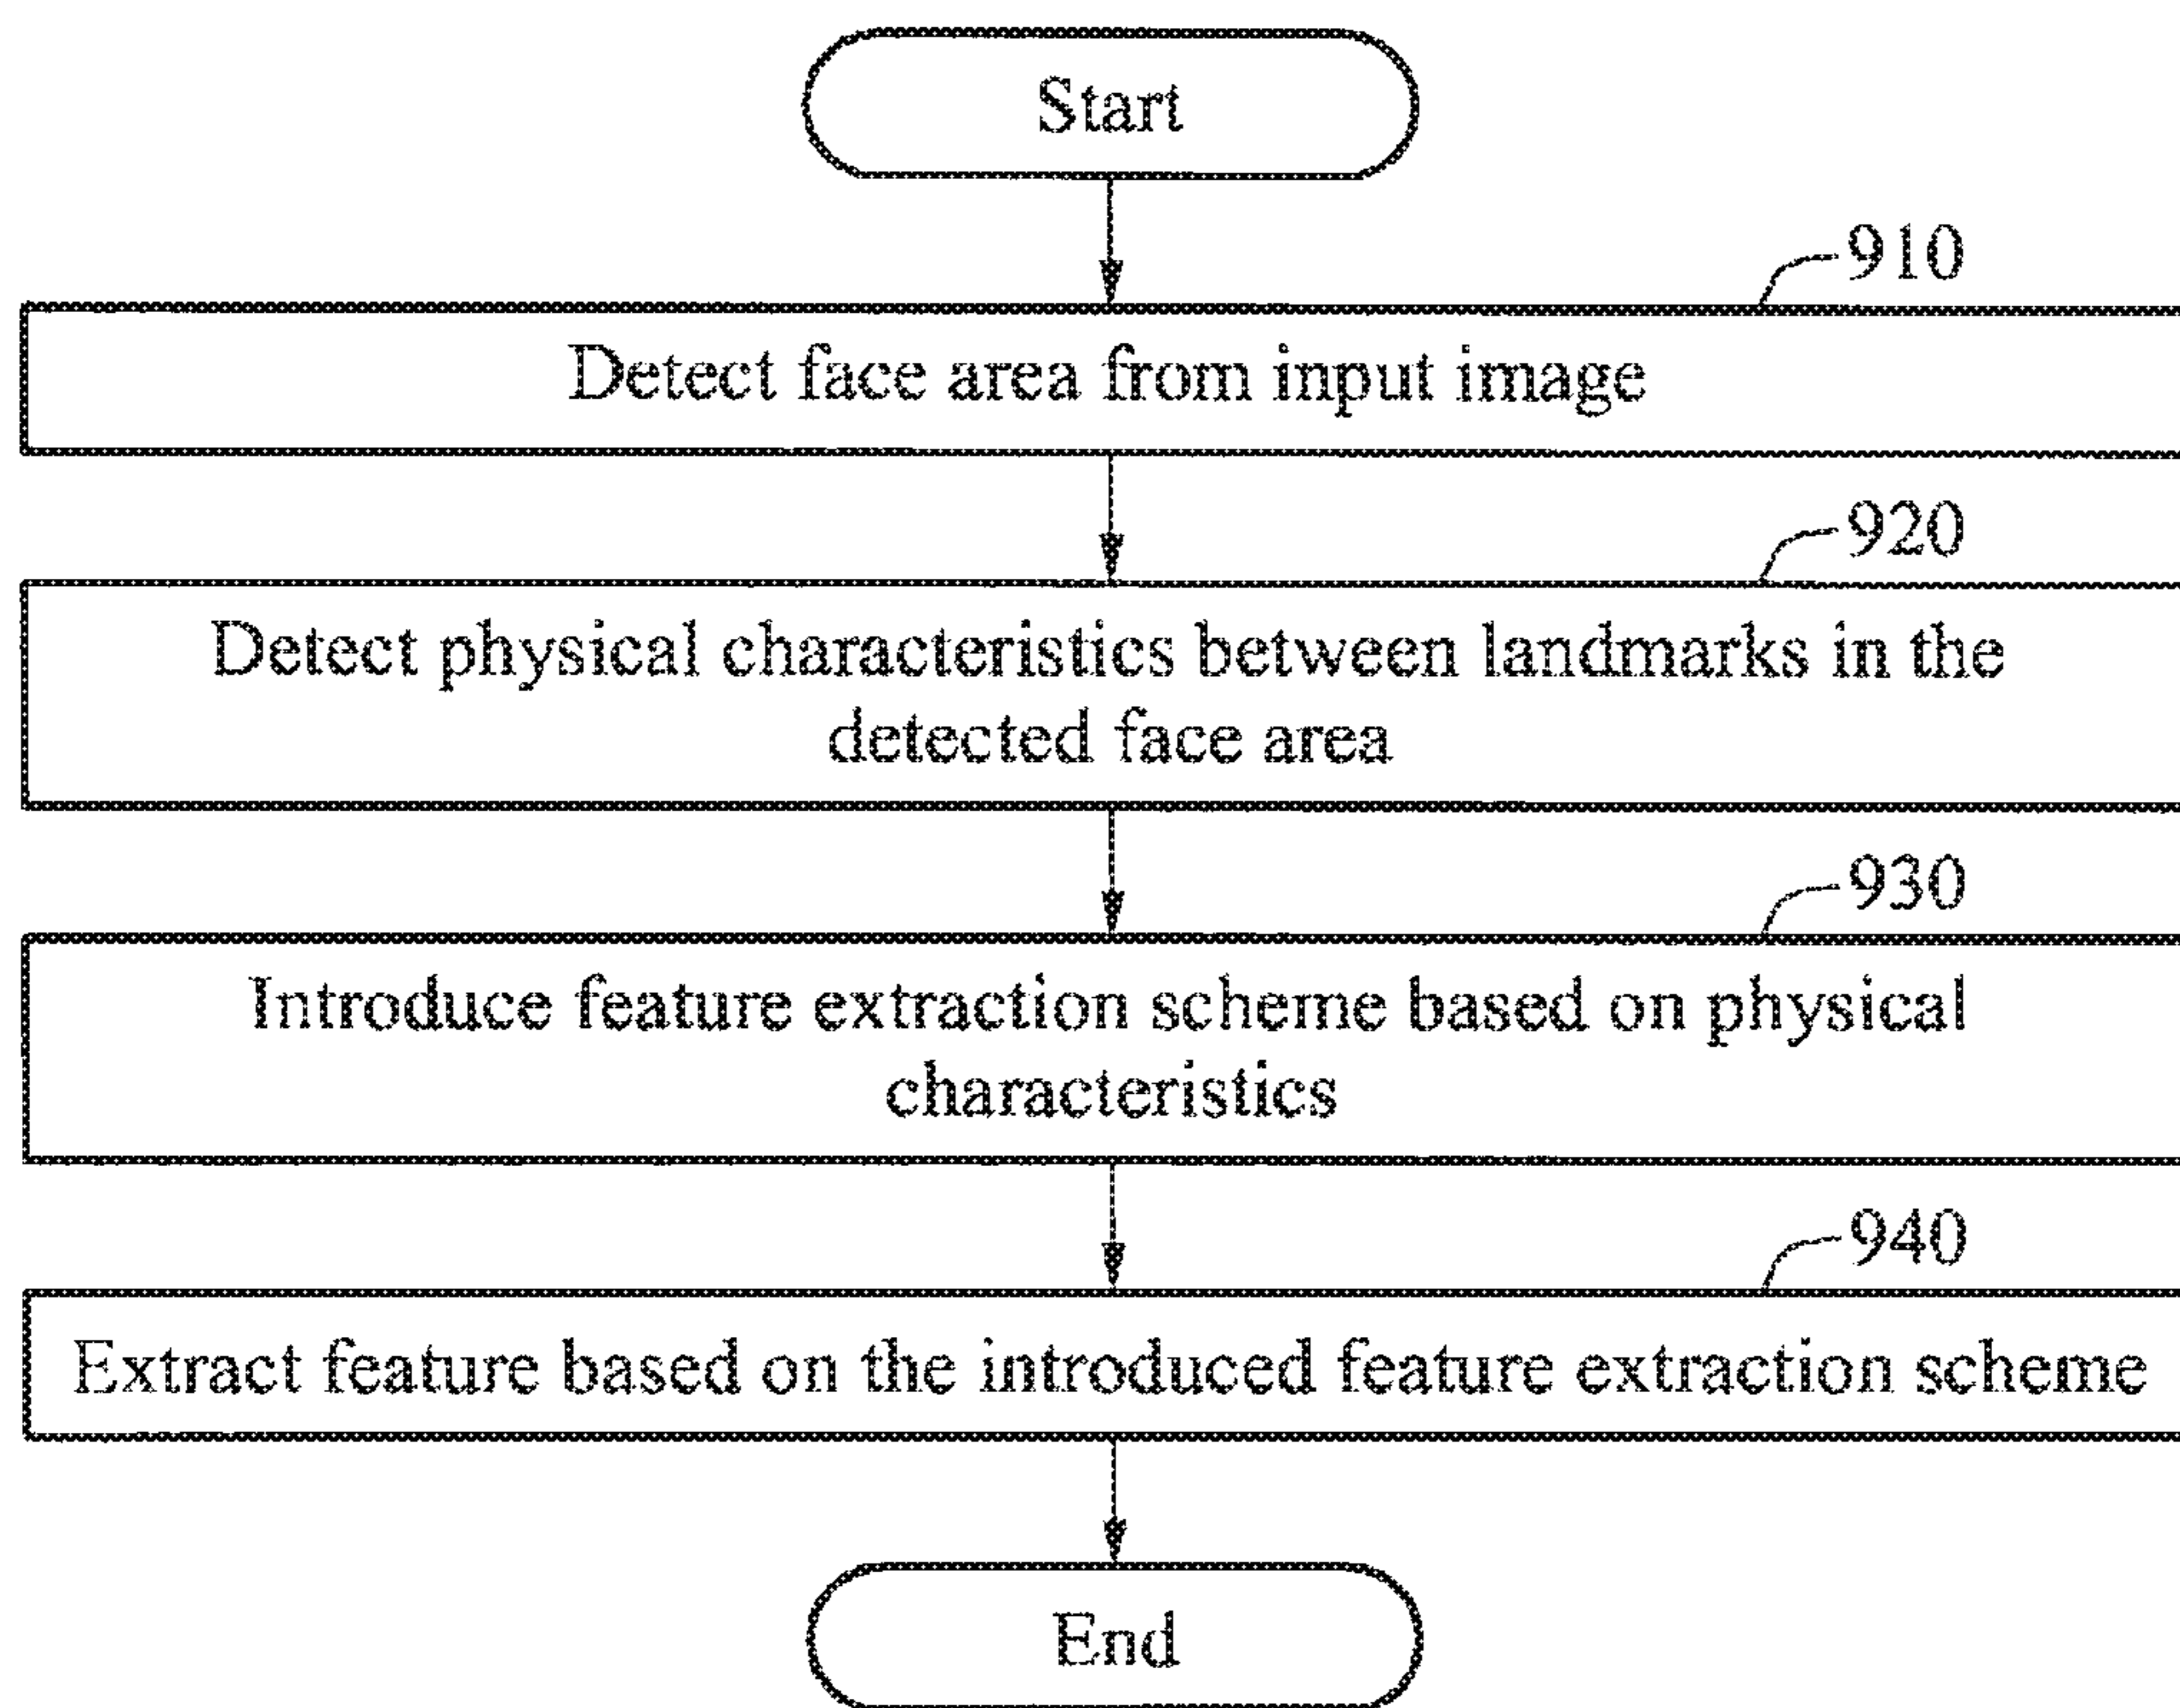 Start
910
Detect face area from input image
920
Detect physical characteristics between landmarks in the
detected face area
930
Introduce feature extraction scheme based on physical
characteristics
940
Extract feature based on the introduced feature extraction scheme
End